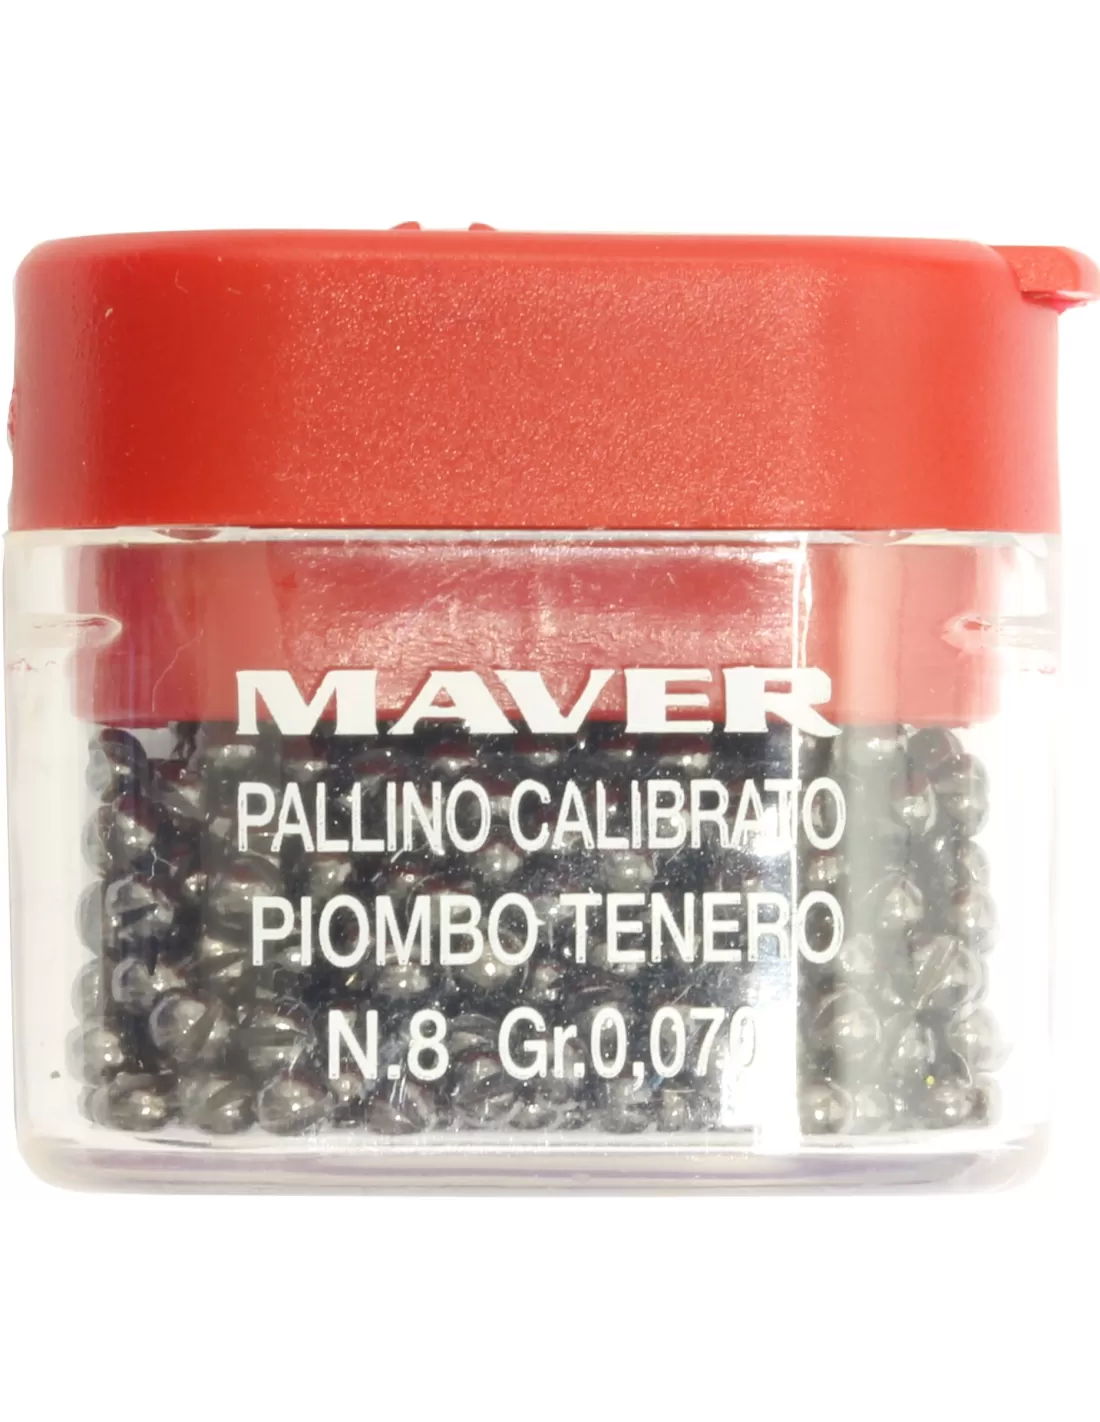 MAVER
PALLINO CALIBRATO
PIOMBO TENERO
N.8 Gr.0,070